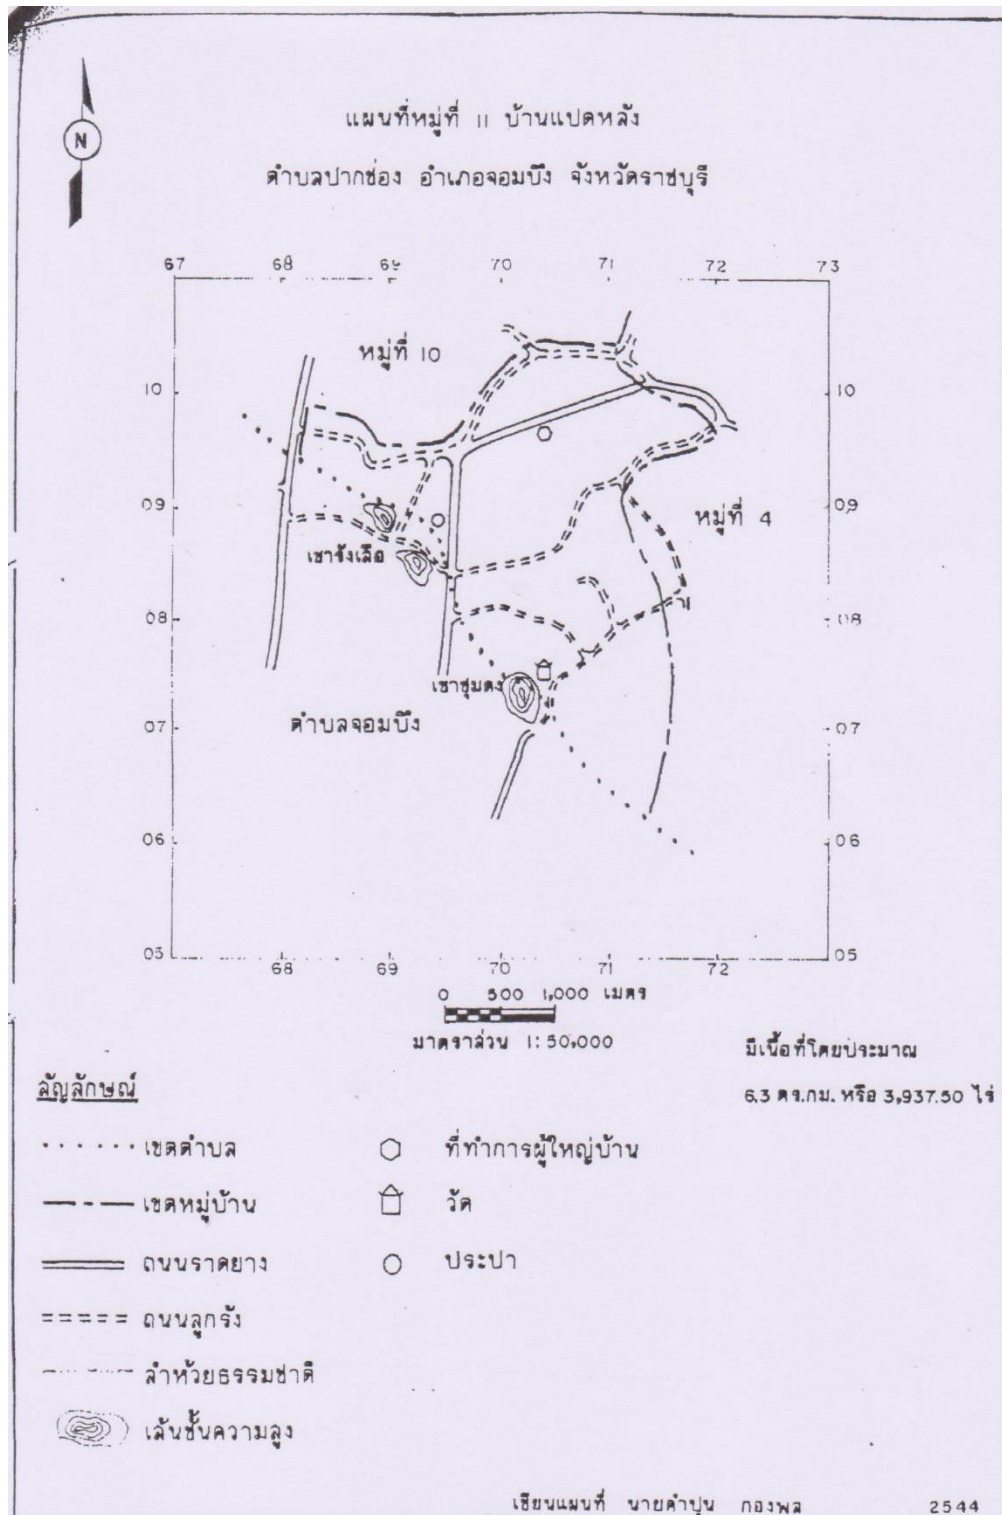 N
แผนที่หมู่ที่ 11 บ้านแปดหลัง
ตำบลปากช่อง อำเภอจอมบึง จังหวัดราชบุรี
67 68 69 70 71 72 73
หมู่ที่ 10
10 10
09 09
หมู่ที่ 4
เขารังเสือ
08 08
เขาชุมดง
ตำบลจอมบึง
07 07
06 06
05 05
68 69 70 71 72
0 500 1,000 เมตร
มาตราส่วน 1:50,000
มีเนื้อที่โดยประมาณ
6.3 ตร.กม. หรือ 3,937.50 ไร่
สัญลักษณ์
เขตตำบล
ที่ทำการผู้ใหญ่บ้าน
เขตหมู่บ้าน
วัด
ถนนราดยาง
ประปา
ถนนลูกรัง
ลำห้วยธรรมชาติ
เส้นชั้นความสูง
เขียนแผนที่ นายคำปุน กองพล 2544